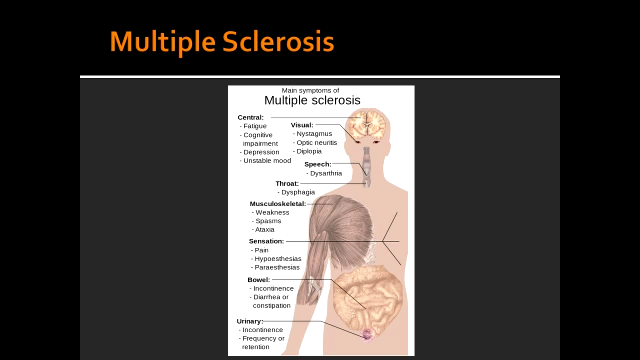 Multiple Sclerosis
Main symptoms of
Multiple sclerosis
Central:
- Fatigue
- Cognitive
impairment
- Depression
- Unstable mood
Visual:
- Nystagmus
- Optic neuritis
- Diplopia
Speech:
- Dysarthria
Throat:
- Dysphagia
Musculoskeletal:
- Weakness
- Spasms
- Ataxia
Sensation:
- Pain
- Hypoesthesias
- Paraesthesias
Bowel:
- Incontinence
- Diarrhea or
constipation
Urinary:
- Incontinence
- Frequency or
retention